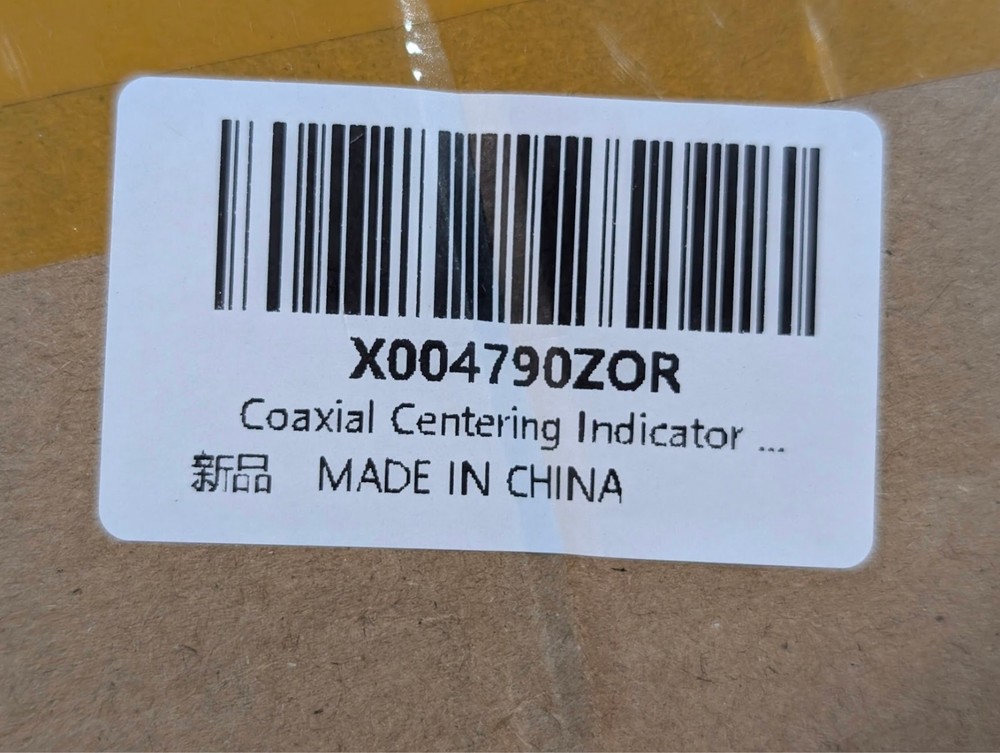 X004790ZOR
Coaxial Centering Indicator ...
新品 MADE IN CHINA